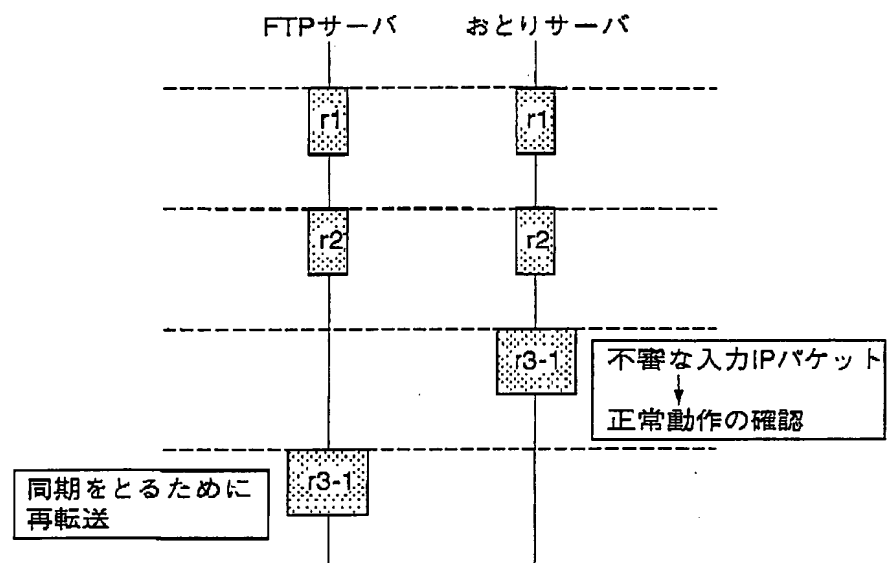 FTPサーバ
おとりサーバ
r1
r1
r2
r2
r3-1
不審な入力IPパケット
正常動作の確認
r3-1
同期をとるために
再転送